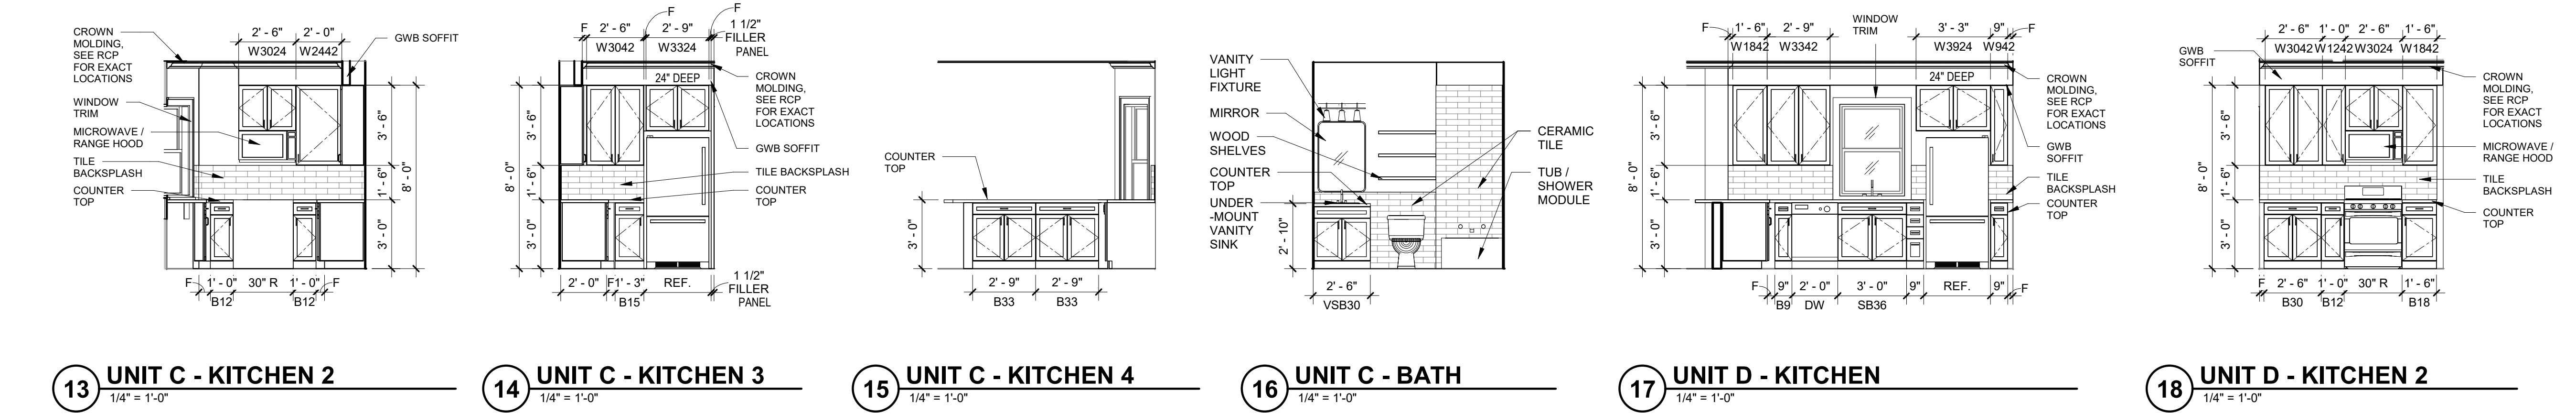 CROWN
MOLDING,
SEE RCP
FOR EXACT
LOCATIONS
WINDOW
TRIM
MICROWAVE /
RANGE HOOD
TILE
BACKSPLASH
COUNTER
TOP
2' - 6" 2' - 0"
W3024 W2442
GWB SOFFIT
3' - 6"
1' - 6"
3' - 0"
8' - 0"
F 1' - 0" 30" R 1' - 0" F
B12 B12
13 UNIT C - KITCHEN 2
1/4" = 1'-0"
F 2' - 6" F 2' - 9" F
W3042 W3324
1 1/2"
FILLER
PANEL
24" DEEP
CROWN
MOLDING,
SEE RCP
FOR EXACT
LOCATIONS
GWB SOFFIT
TILE BACKSPLASH
COUNTER
TOP
8' - 0"
3' - 6"
1' - 6"
3' - 0"
2' - 0" F 1' - 3" REF.
B15
1 1/2"
FILLER
PANEL
14 UNIT C - KITCHEN 3
1/4" = 1'-0"
COUNTER
TOP
3' - 0"
2' - 9" 2' - 9"
B33 B33
15 UNIT C - KITCHEN 4
1/4" = 1'-0"
VANITY
LIGHT
FIXTURE
MIRROR
WOOD
SHELVES
COUNTER
TOP
UNDER
-MOUNT
VANITY
SINK
2' - 10"
CERAMIC
TILE
TUB /
SHOWER
MODULE
2' - 6"
VSB30
16 UNIT C - BATH
1/4" = 1'-0"
F 1' - 6" 2' - 9"
W1842 W3342
WINDOW
TRIM
3' - 3" 9" F
W3924 W942
24" DEEP
CROWN
MOLDING,
SEE RCP
FOR EXACT
LOCATIONS
GWB
SOFFIT
TILE
BACKSPLASH
COUNTER
TOP
8' - 0"
3' - 6"
1' - 6"
3' - 0"
F 9" 2' - 0" 3' - 0" 9" REF. 9" F
B9 DW SB36
17 UNIT D - KITCHEN
1/4" = 1'-0"
GWB
SOFFIT
2' - 6" 1' - 0" 2' - 6" 1' - 6"
W3042 W1242 W3024 W1842
CROWN
MOLDING,
SEE RCP
FOR EXACT
LOCATIONS
MICROWAVE /
RANGE HOOD
TILE
BACKSPLASH
COUNTER
TOP
8' - 0"
3' - 6"
1' - 6"
3' - 0"
F 2' - 6" 1' - 0" 30" R 1' - 6"
B30 B12 B18
18 UNIT D - KITCHEN 2
1/4" = 1'-0"